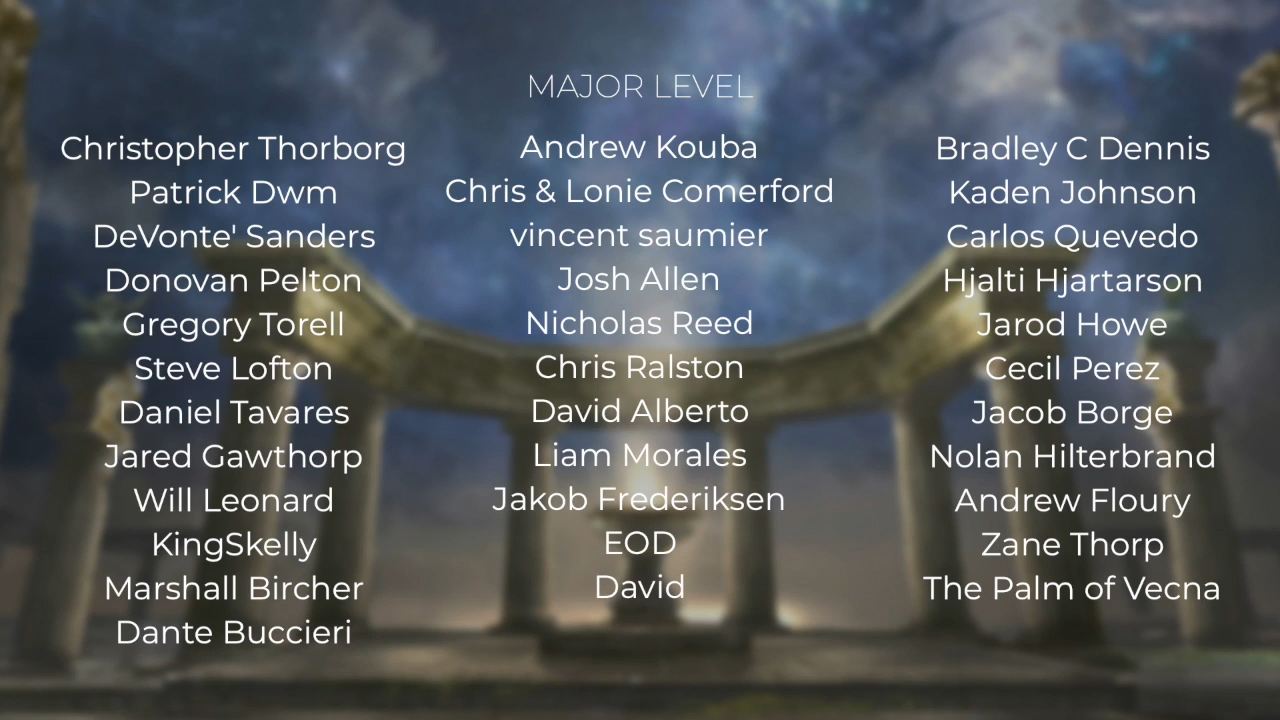 MAJOR LEVEL
Christopher Thorborg
Patrick Dwm
DeVonte' Sanders
Donovan Pelton
Gregory Torell
Steve Lofton
Daniel Tavares
Jared Gawthorp
Will Leonard
KingSkelly
Marshall Bircher
Dante Buccieri
Andrew Kouba
Chris & Lonie Comerford
vincent saumier
Josh Allen
Nicholas Reed
Chris Ralston
David Alberto
Liam Morales
Jakob Frederiksen
EOD
David
Bradley C Dennis
Kaden Johnson
Carlos Quevedo
Hjalti Hjartarson
Jarod Howe
Cecil Perez
Jacob Borge
Nolan Hilterbrand
Andrew Floury
Zane Thorp
The Palm of Vecna